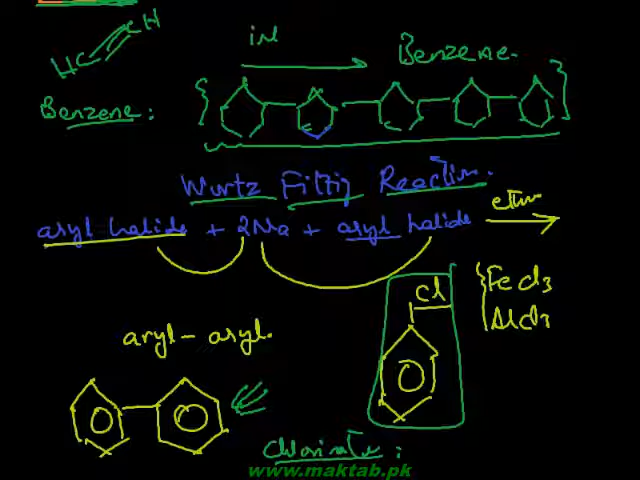 HC CH
in Benzene
Benzene:
Wurtz Fittig Reaction
aryl halide + 2Na + aryl halide ether
Cl FeCl3
AlCl3
aryl - aryl
Chlorination:
www.maktab.pk